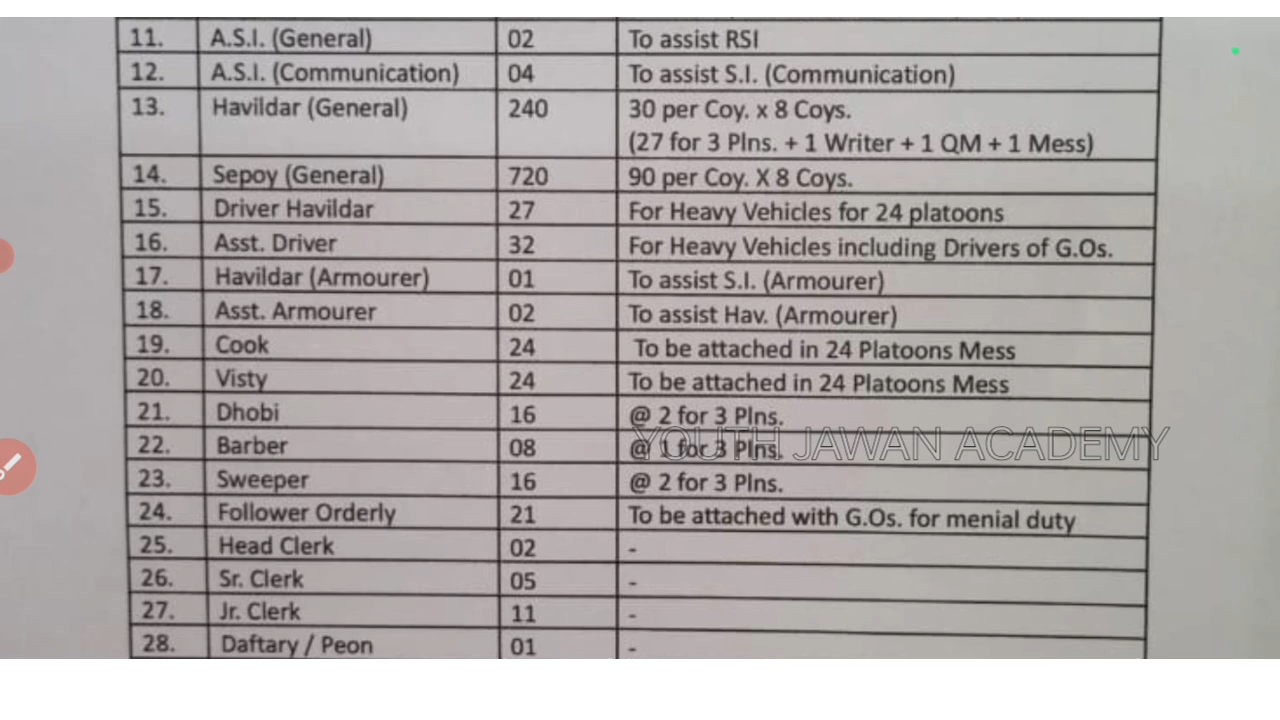 11. A.S.I. (General) 02 To assist RSI
12. A.S.I. (Communication) 04 To assist S.I. (Communication)
13. Havildar (General) 240 30 per Coy. x 8 Coys.
(27 for 3 Plns. + 1 Writer + 1 QM + 1 Mess)
14. Sepoy (General) 720 90 per Coy. X 8 Coys.
15. Driver Havildar 27 For Heavy Vehicles for 24 platoons
16. Asst. Driver 32 For Heavy Vehicles including Drivers of G.Os.
17. Havildar (Armourer) 01 To assist S.I. (Armourer)
18. Asst. Armourer 02 To assist Hav. (Armourer)
19. Cook 24 To be attached in 24 Platoons Mess
20. Visty 24 To be attached in 24 Platoons Mess
21. Dhobi 16 @ 2 for 3 Plns.
22. Barber 08 @ 1 for 3 Plns.
YOUTH JAWAN ACADEMY
23. Sweeper 16 @ 2 for 3 Plns.
24. Follower Orderly 21 To be attached with G.Os. for menial duty
25. Head Clerk 02 -
26. Sr. Clerk 05 -
27. Jr. Clerk 11 -
28. Daftary / Peon 01 -